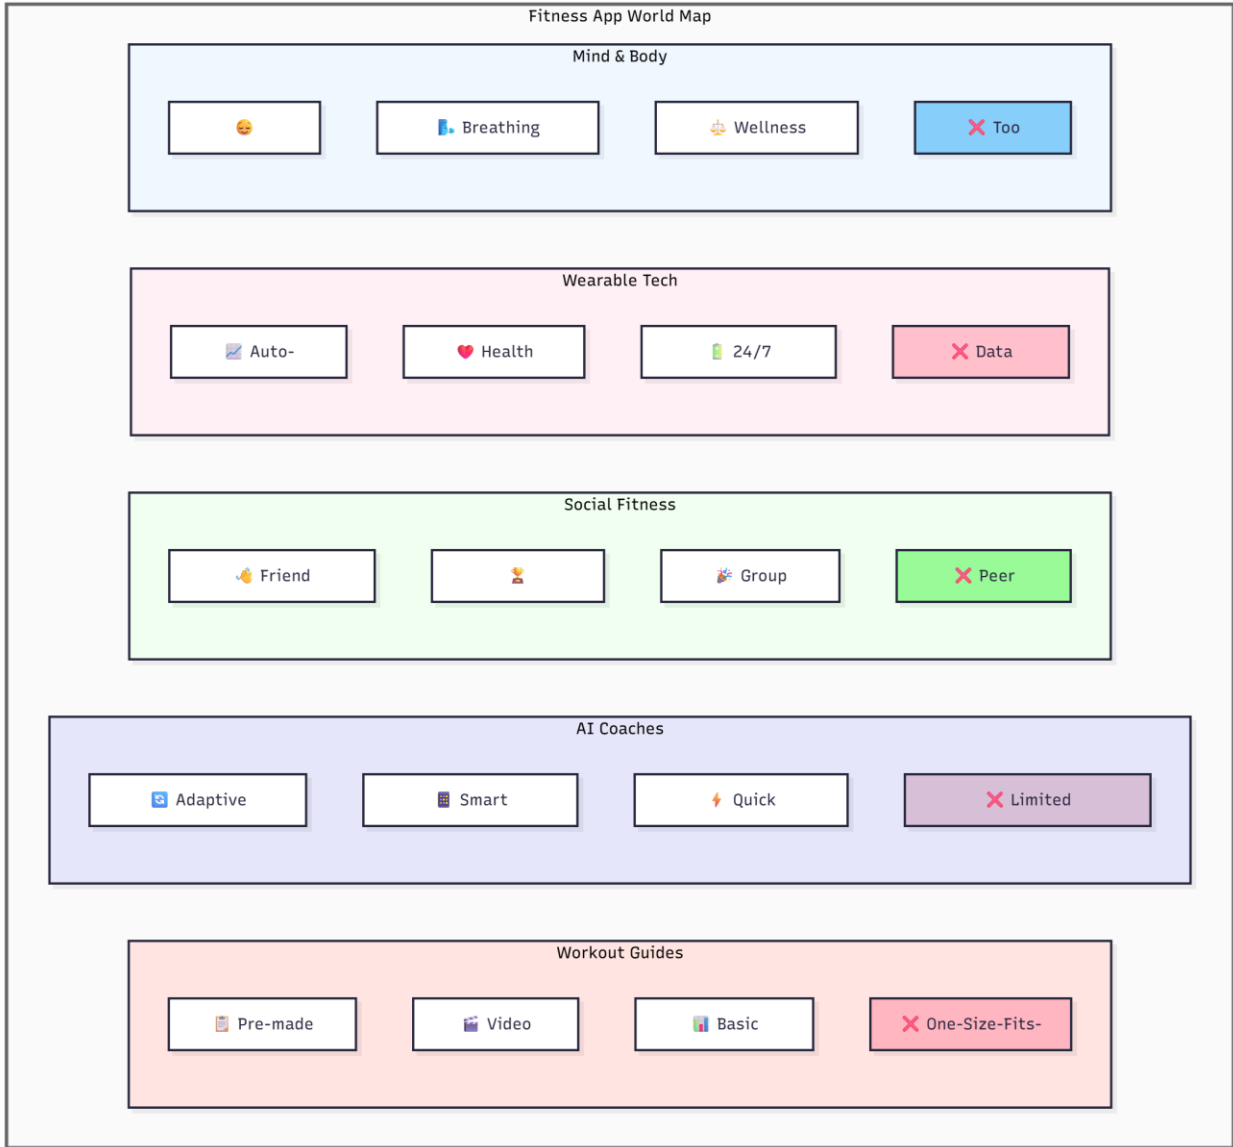 Fitness App World Map
Mind & Body
😌
🌬️ Breathing
⚖️ Wellness
❌ Too
Wearable Tech
📈 Auto-
❤️ Health
🔋 24/7
❌ Data
Social Fitness
👋 Friend
🏆
🎉 Group
❌ Peer
AI Coaches
🔄 Adaptive
📱 Smart
⚡ Quick
❌ Limited
Workout Guides
📋 Pre-made
🎬 Video
📊 Basic
❌ One-Size-Fits-